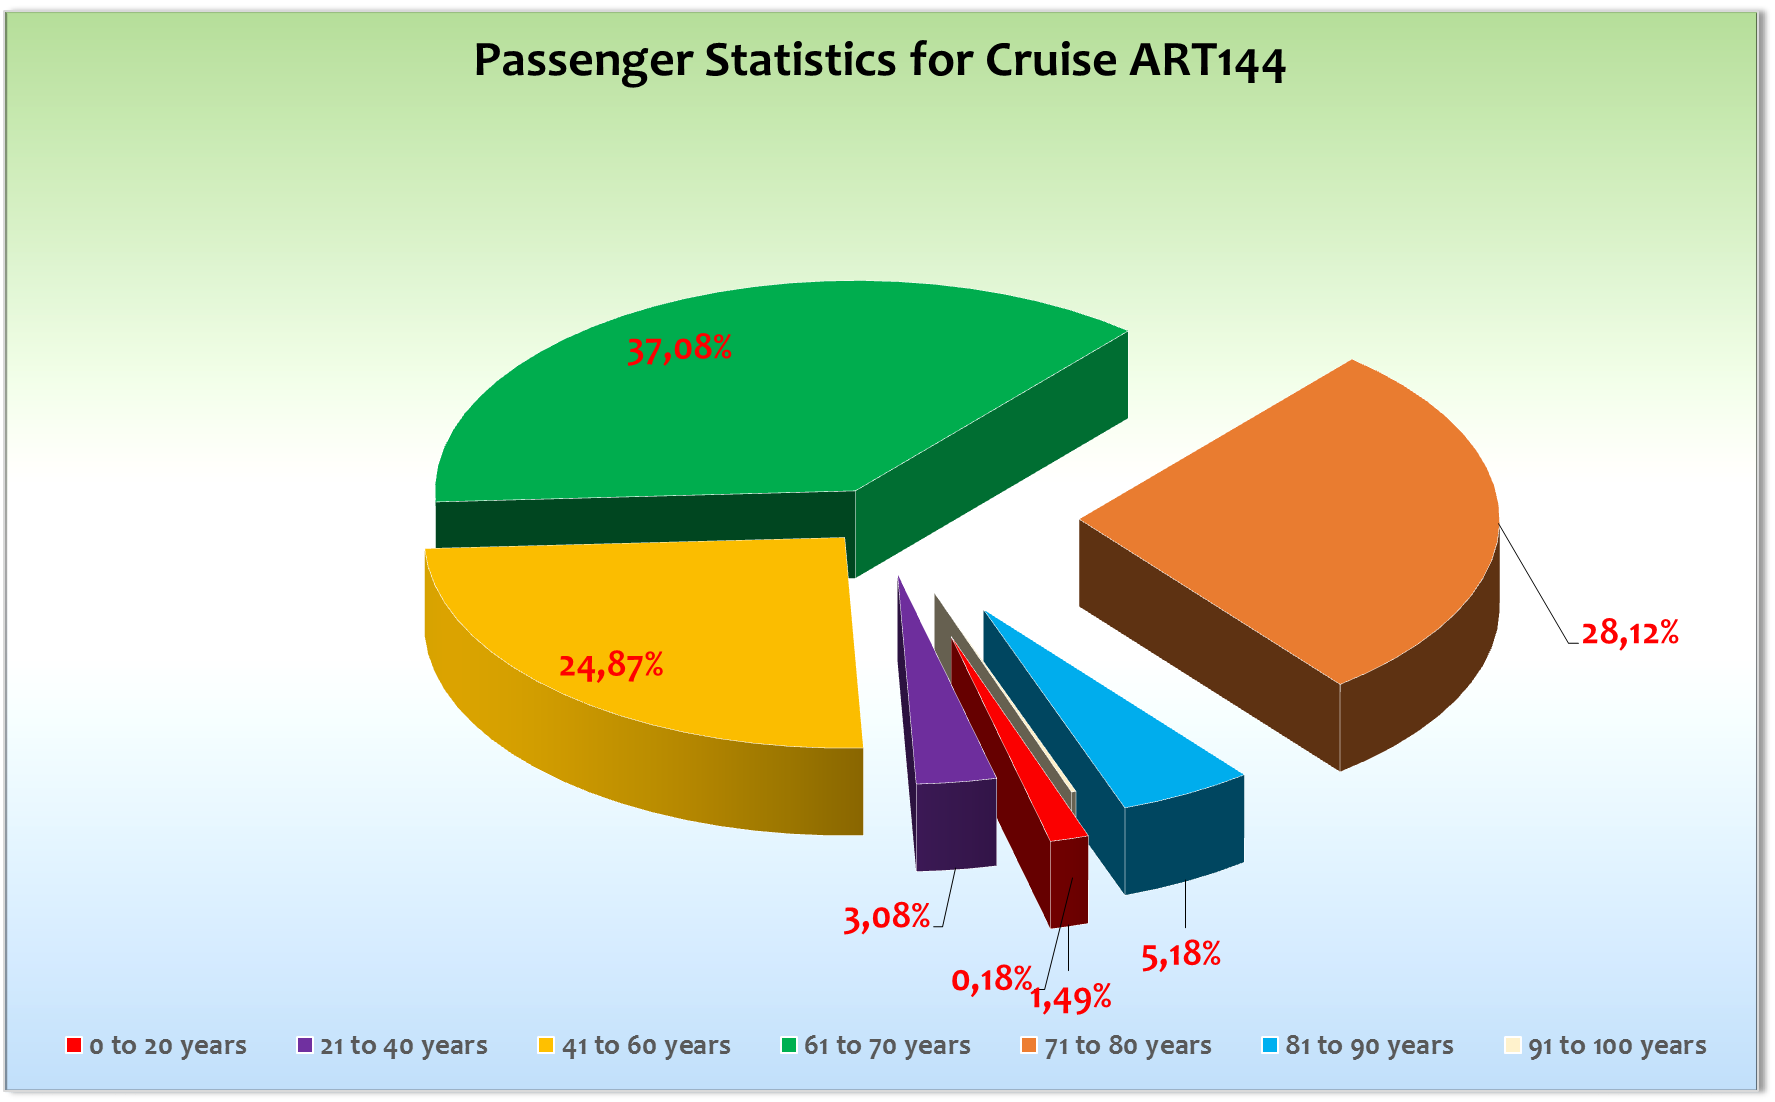 Passenger Statistics for Cruise ART144
37,08%
28,12%
24,87%
3,08%
0,18%
1,49%
5,18%
0 to 20 years
21 to 40 years
41 to 60 years
61 to 70 years
71 to 80 years
81 to 90 years
91 to 100 years